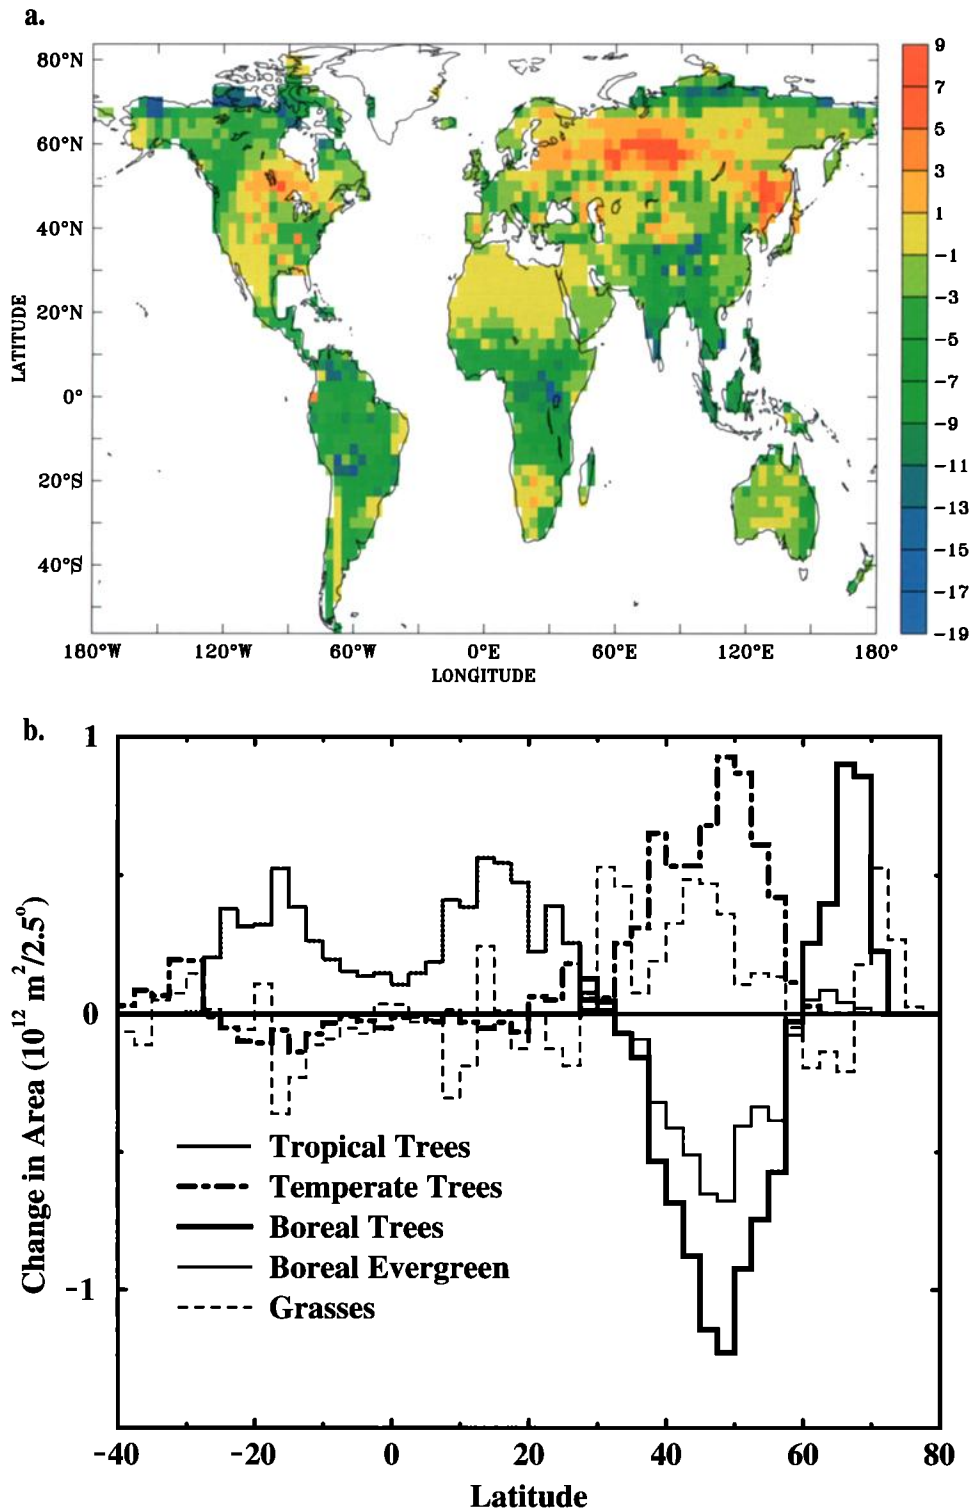 a.
80°N
60°N
40°N
20°N
0°
20°S
40°S
LATITUDE
180°W
120°W
60°W
0°E
60°E
120°E
180°
LONGITUDE
9
7
5
3
1
-1
-3
-5
-7
-9
-11
-13
-15
-17
-19
b.
1
0
-1
Change in Area (10¹² m²/2.5°)
Tropical Trees
Temperate Trees
Boreal Trees
Boreal Evergreen
Grasses
-40
-20
0
20
40
60
80
Latitude